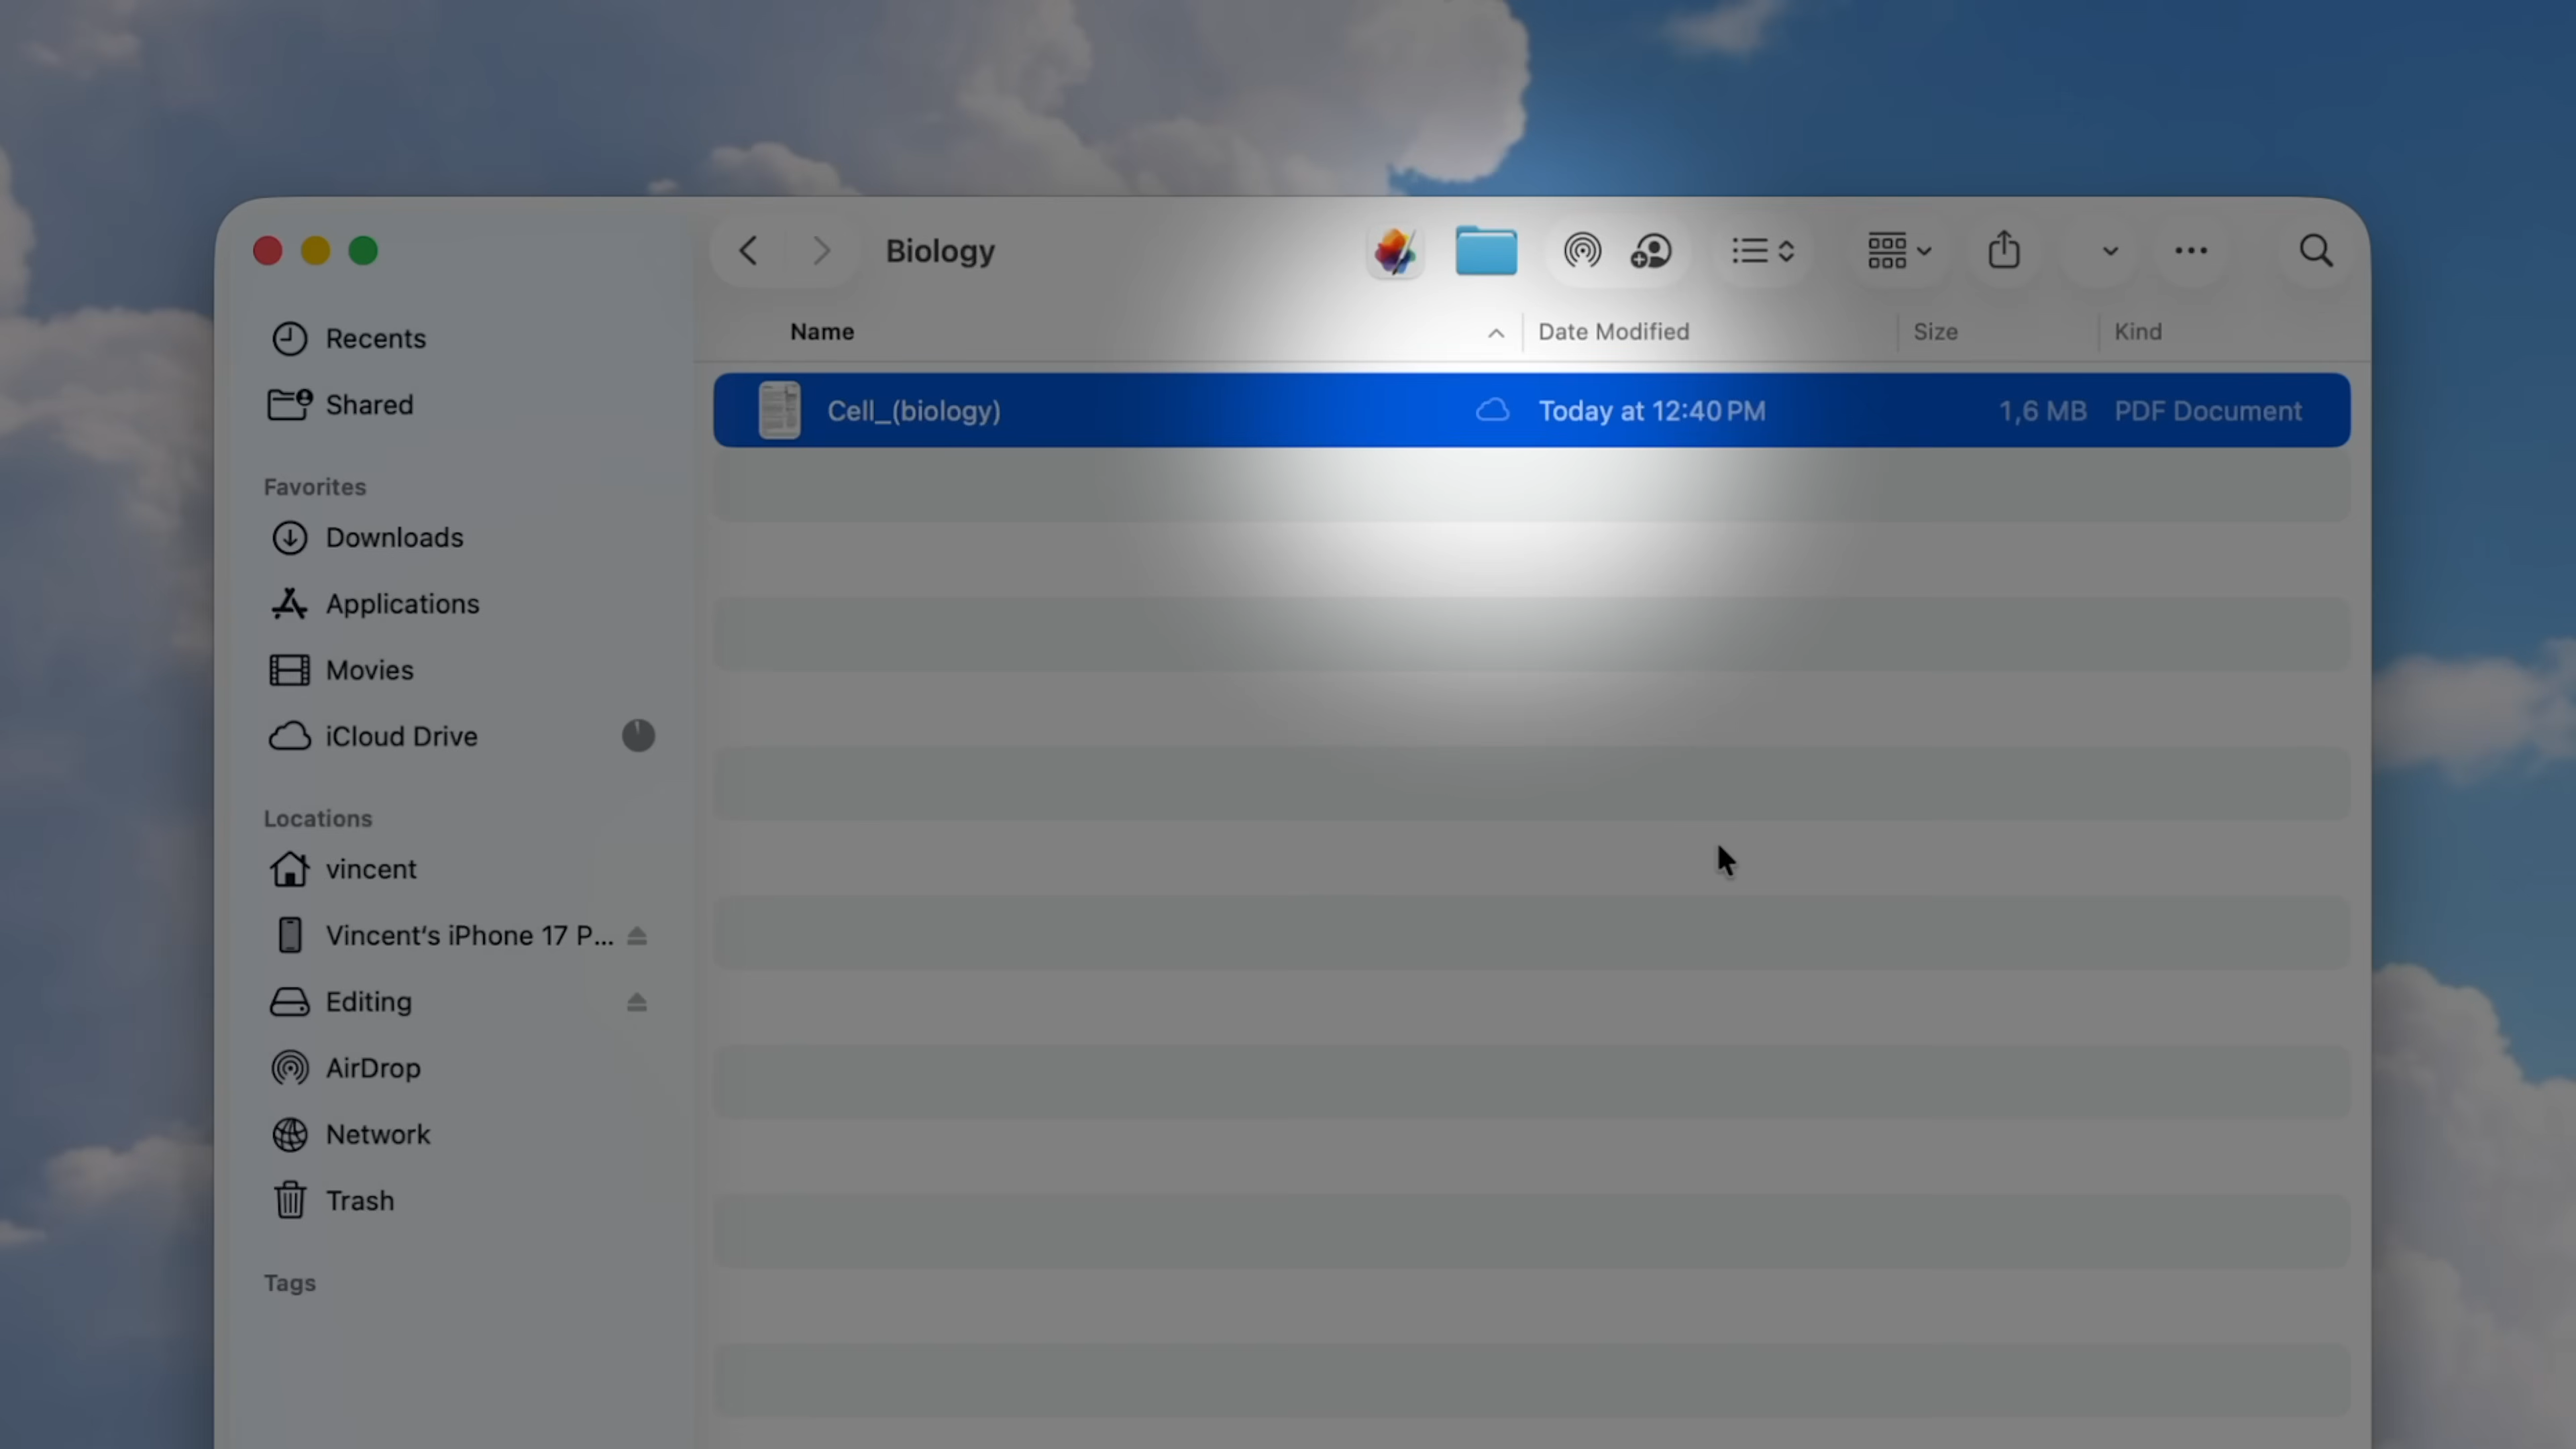 Biology
Recents
Shared
Favorites
Downloads
Applications
Movies
iCloud Drive
Locations
vincent
Vincent‘s iPhone 17 P...
Editing
AirDrop
Network
Trash
Tags
Name Date Modified Size Kind
Cell_(biology) Today at 12:40 PM 1,6 MB PDF Document